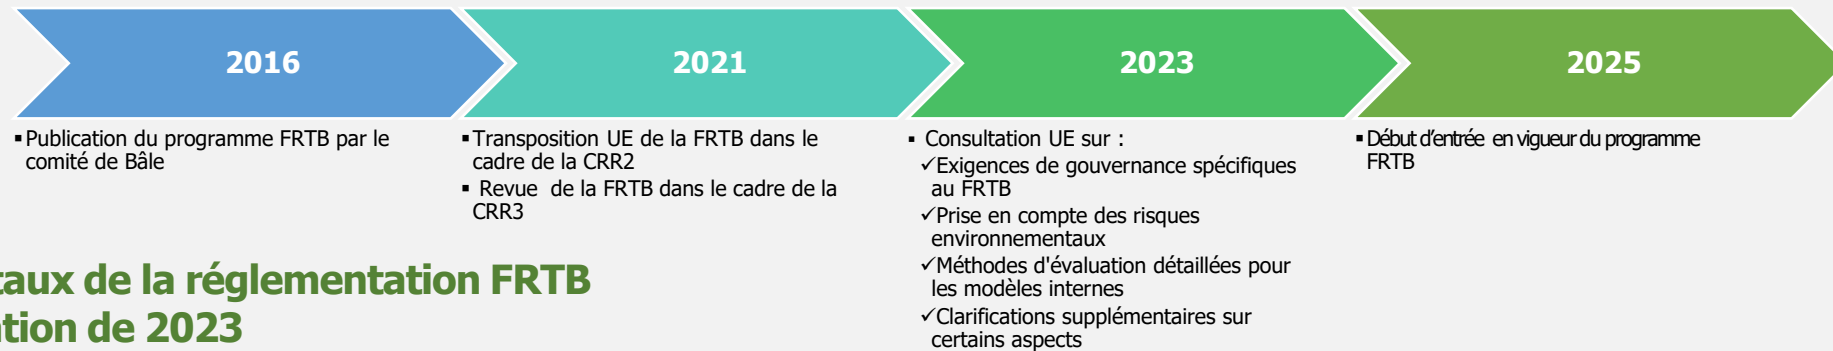 2016
▪Publication du programme FRTB par le
comité de Bâle
2021
▪Transposition UE de la FRTB dans le
cadre de la CRR2
▪ Revue de la FRTB dans le cadre de la
CRR3
2023
▪ Consultation UE sur :
✓Exigences de gouvernance spécifiques
au FRTB
✓Prise en compte des risques
environnementaux
✓Méthodes d'évaluation détaillées pour
les modèles internes
✓Clarifications supplémentaires sur
certains aspects
2025
▪Début d'entrée en vigueur du programme
FRTB
taux de la réglementation FRTB
ation de 2023